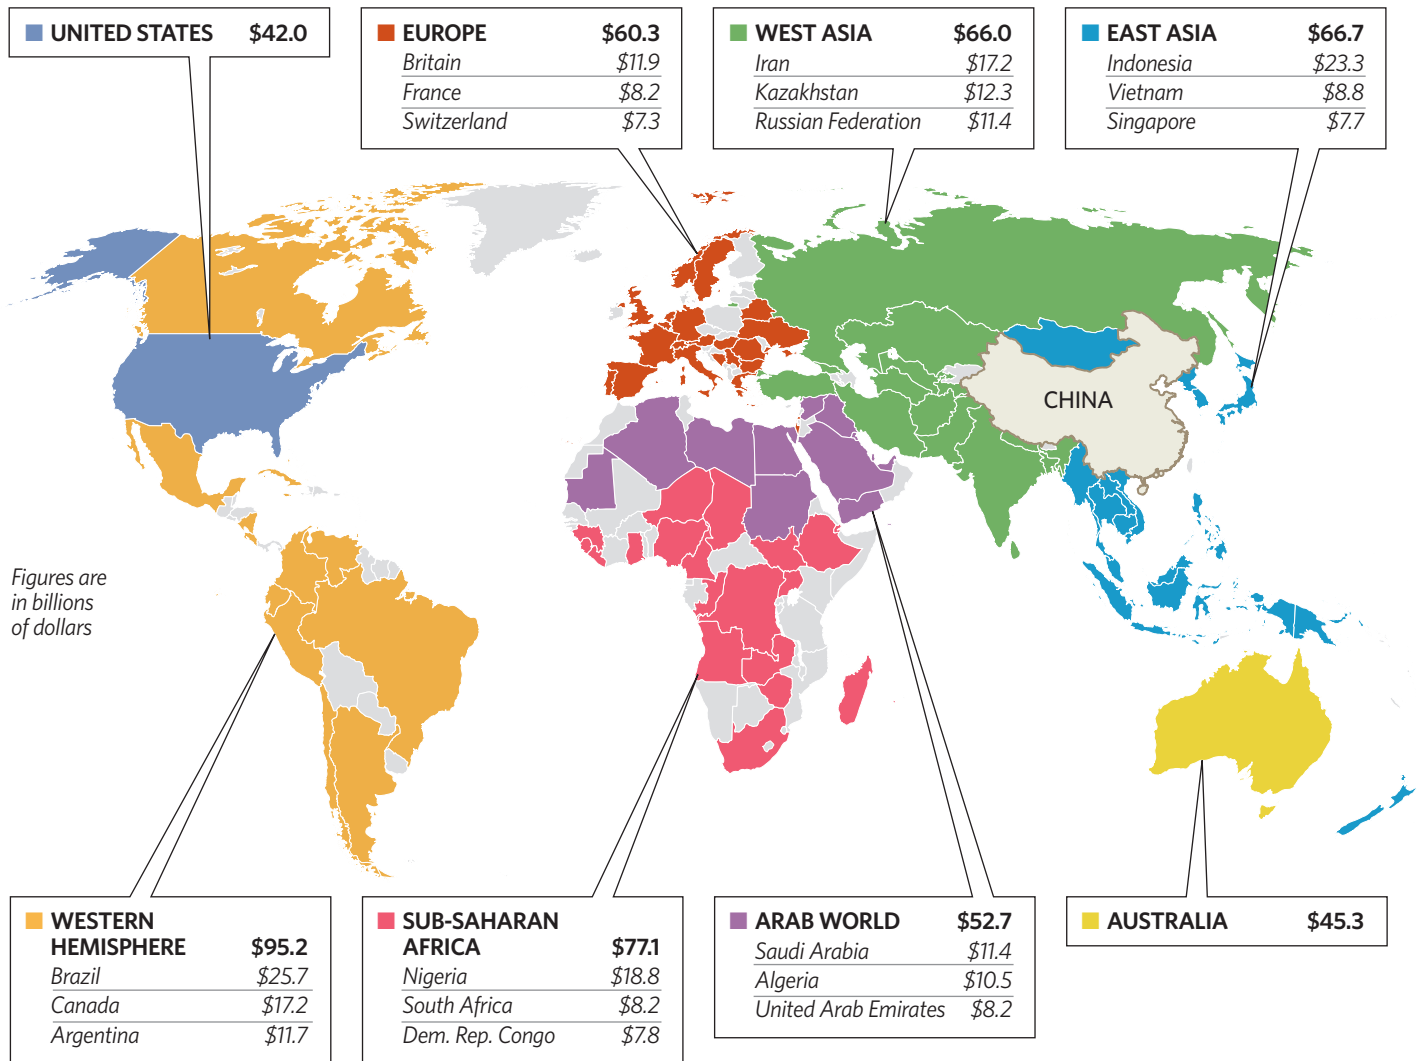 UNITED STATES $42.0
EUROPE $60.3
Britain $11.9
France $8.2
Switzerland $7.3
WEST ASIA $66.0
Iran $17.2
Kazakhstan $12.3
Russian Federation $11.4
EAST ASIA $66.7
Indonesia $23.3
Vietnam $8.8
Singapore $7.7
CHINA
Figures are
in billions
of dollars
WESTERN
HEMISPHERE $95.2
Brazil $25.7
Canada $17.2
Argentina $11.7
SUB-SAHARAN
AFRICA $77.1
Nigeria $18.8
South Africa $8.2
Dem. Rep. Congo $7.8
ARAB WORLD $52.7
Saudi Arabia $11.4
Algeria $10.5
United Arab Emirates $8.2
AUSTRALIA $45.3